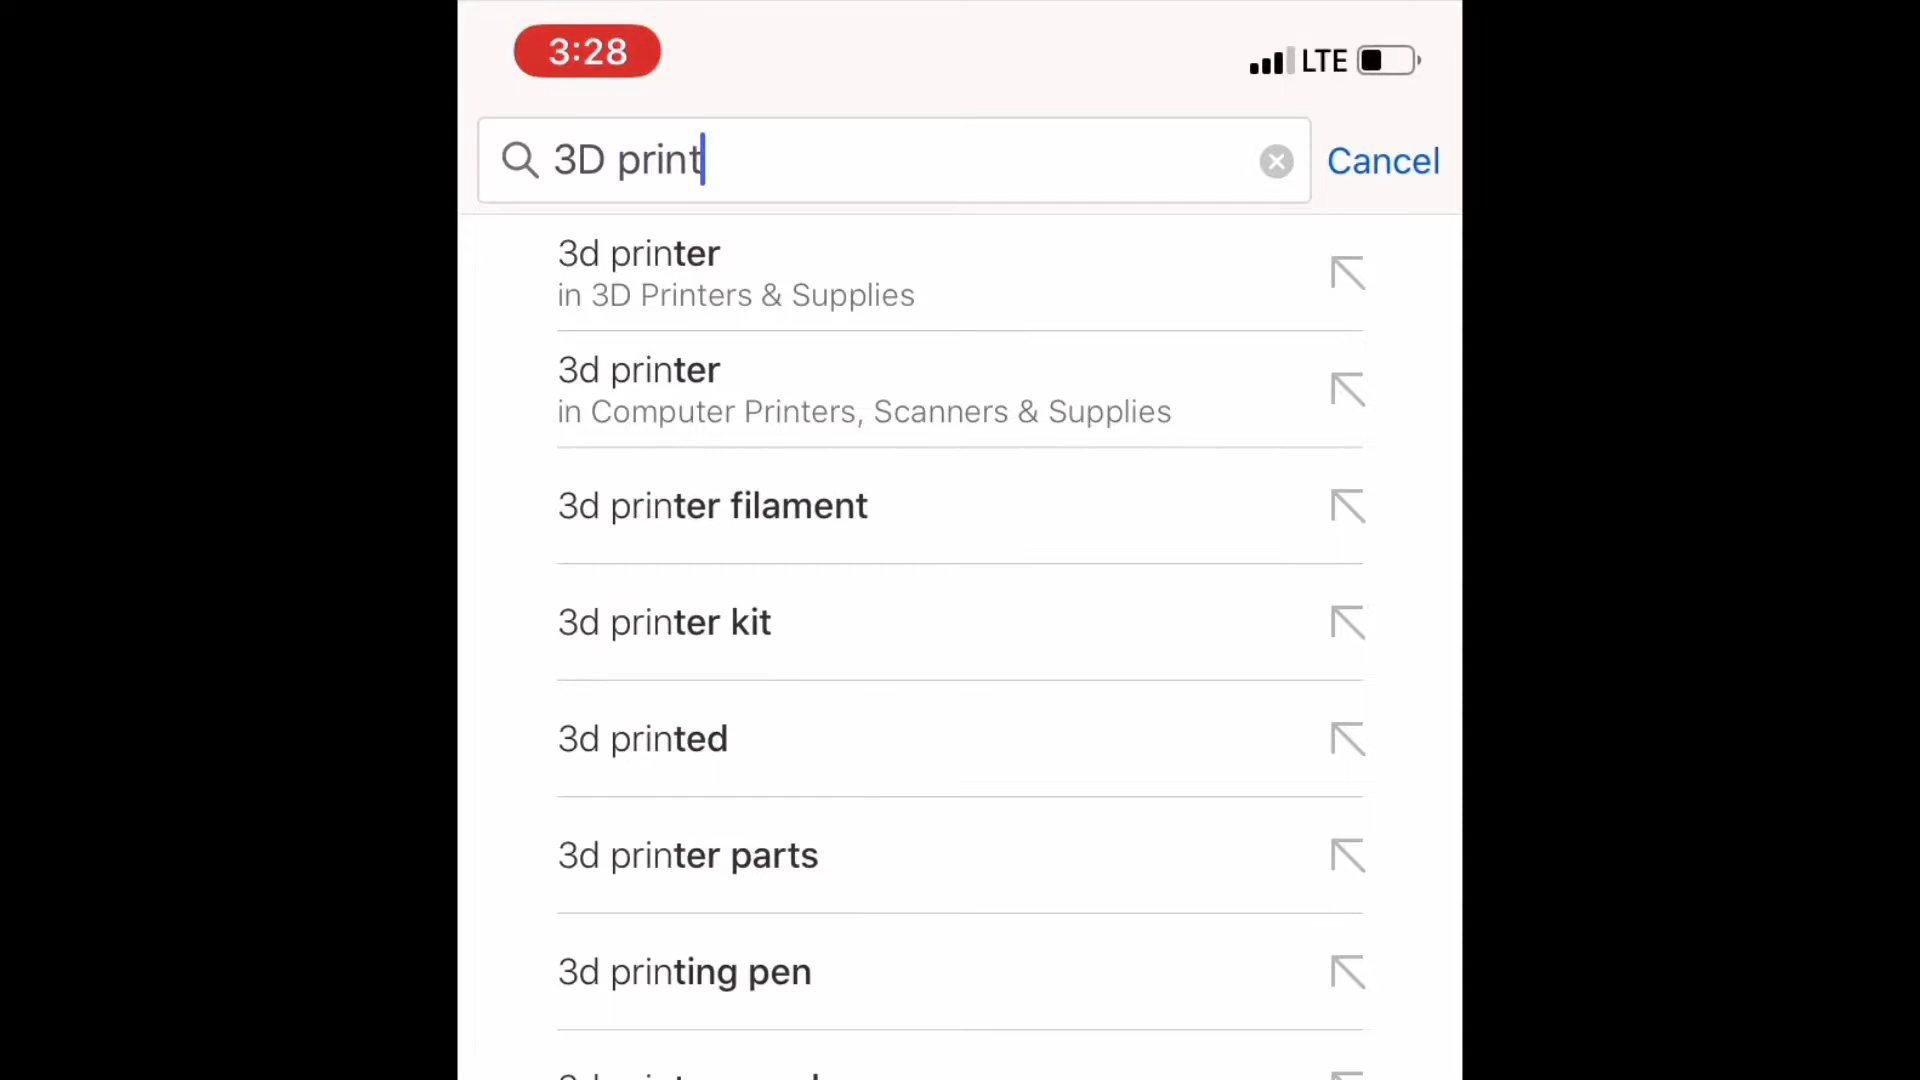 3:28
LTE
3D print
Cancel
3d printer
in 3D Printers & Supplies
3d printer
in Computer Printers, Scanners & Supplies
3d printer filament
3d printer kit
3d printed
3d printer parts
3d printing pen